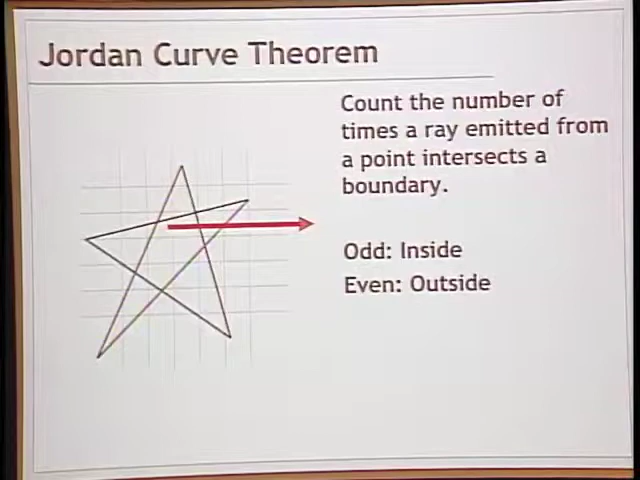 Jordan Curve Theorem
Count the number of
times a ray emitted from
a point intersects a
boundary.
Odd: Inside
Even: Outside